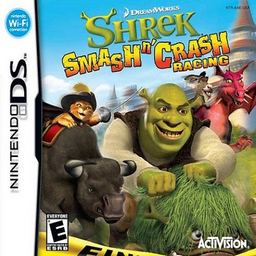 Nintendo
Wi-Fi
connection
NINTENDO DS
DREAMWORKS
SHREK
SMASH N' CRASH
RACING
EVERYONE
E
ESRB
ACTIVISION